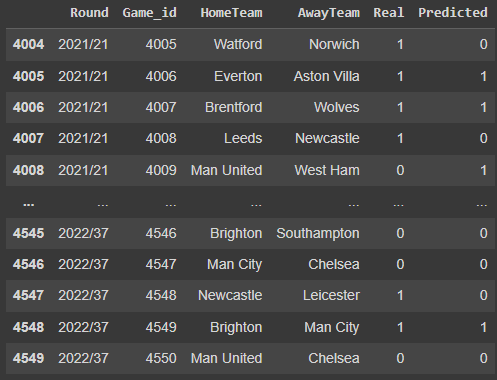 Round Game_id HomeTeam AwayTeam Real Predicted
4004 2021/21 4005 Watford Norwich 1 0
4005 2021/21 4006 Everton Aston Villa 1 1
4006 2021/21 4007 Brentford Wolves 1 1
4007 2021/21 4008 Leeds Newcastle 1 0
4008 2021/21 4009 Man United West Ham 0 1
... ... ... ... ... ... ...
4545 2022/37 4546 Brighton Southampton 0 0
4546 2022/37 4547 Man City Chelsea 0 0
4547 2022/37 4548 Newcastle Leicester 1 0
4548 2022/37 4549 Brighton Man City 1 1
4549 2022/37 4550 Man United Chelsea 0 0